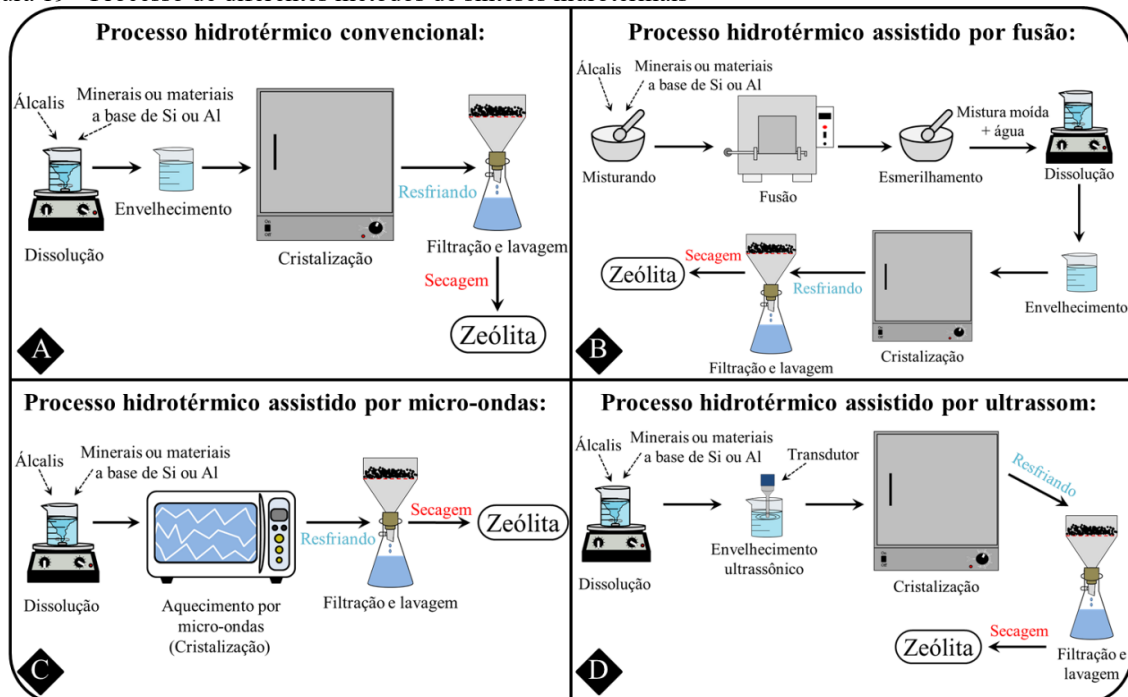 Processo hidrotérmico convencional:
Álcalis
Minerais ou materiais
a base de Si ou Al
Dissolução
Envelhecimento
Cristalização
Resfriando
Filtração e lavagem
Secagem
Zeólita
A
Processo hidrotérmico assistido por fusão:
Álcalis
Minerais ou materiais
a base de Si ou Al
Misturando
Fusão
Esmerilhamento
Mistura moída
+ água
Dissolução
Envelhecimento
Cristalização
Resfriando
Filtração e lavagem
Secagem
Zeólita
B
Processo hidrotérmico assistido por micro-ondas:
Álcalis
Minerais ou materiais
a base de Si ou Al
Dissolução
Aquecimento por
micro-ondas
(Cristalização)
Resfriando
Filtração e lavagem
Secagem
Zeólita
C
Processo hidrotérmico assistido por ultrassom:
Álcalis
Minerais ou materiais
a base de Si ou Al
Dissolução
Transdutor
Envelhecimento
ultrassônico
Cristalização
Resfriando
Filtração e
lavagem
Secagem
Zeólita
D